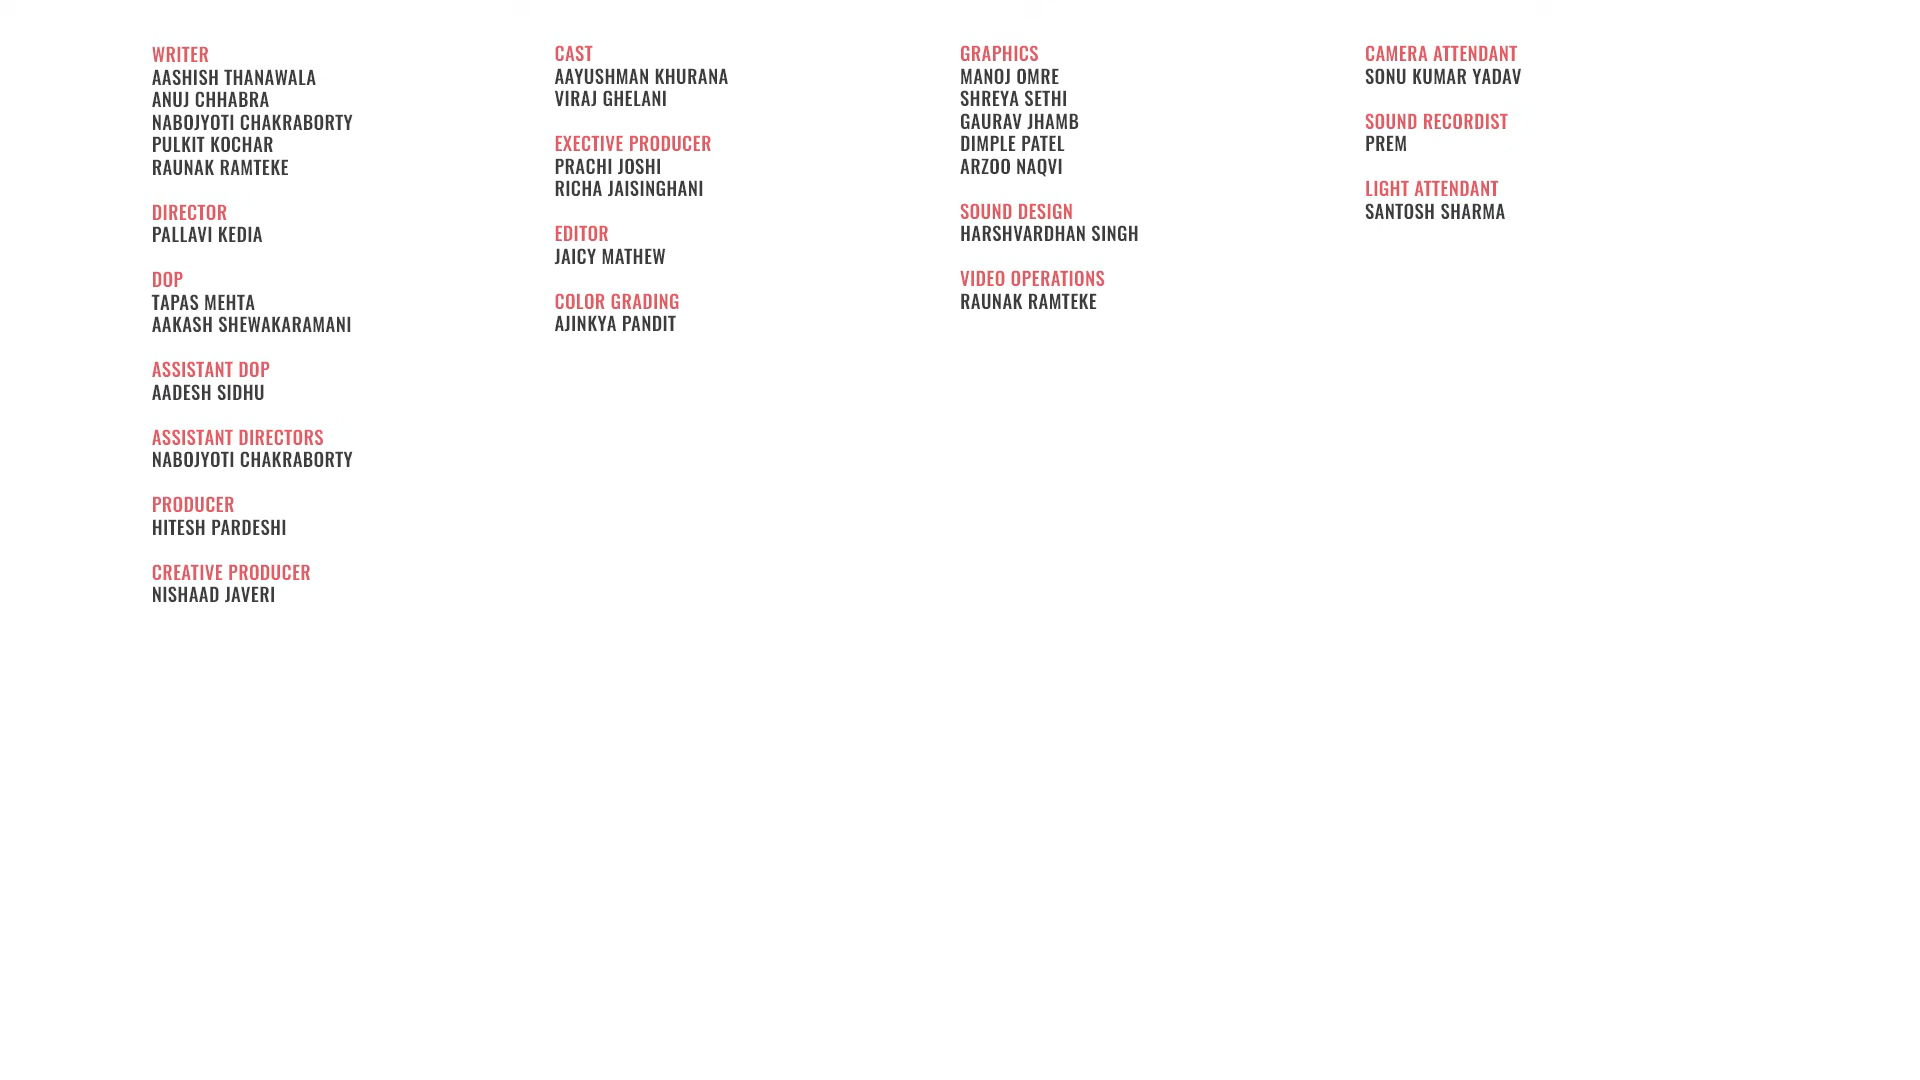 WRITER
AASHISH THANAWALA
ANUJ CHHABRA
NABOJYOTI CHAKRABORTY
PULKIT KOCHAR
RAUNAK RAMTEKE
DIRECTOR
PALLAVI KEDIA
DOP
TAPAS MEHTA
AAKASH SHEWAKARAMANI
ASSISTANT DOP
AADESH SIDHU
ASSISTANT DIRECTORS
NABOJYOTI CHAKRABORTY
PRODUCER
HITESH PARDESHI
CREATIVE PRODUCER
NISHAAD JAVERI
CAST
AAYUSHMAN KHURANA
VIRAJ GHELANI
EXECTIVE PRODUCER
PRACHI JOSHI
RICHA JAISINGHANI
EDITOR
JAICY MATHEW
COLOR GRADING
AJINKYA PANDIT
GRAPHICS
MANOJ OMRE
SHREYA SETHI
GAURAV JHAMB
DIMPLE PATEL
ARZOO NAQVI
SOUND DESIGN
HARSHVARDHAN SINGH
VIDEO OPERATIONS
RAUNAK RAMTEKE
CAMERA ATTENDANT
SONU KUMAR YADAV
SOUND RECORDIST
PREM
LIGHT ATTENDANT
SANTOSH SHARMA